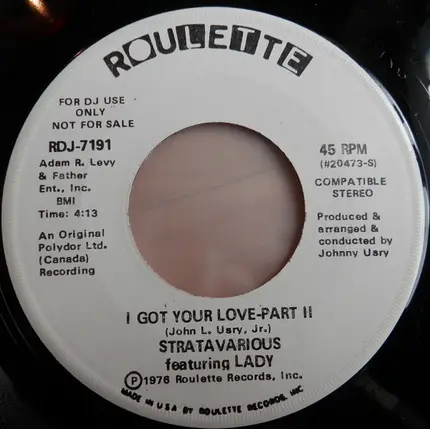 ROULETTE
FOR DJ USE
ONLY
NOT FOR SALE
RDJ-7191
Adam R. Levy
& Father
Ent., Inc.
BMI
Time: 4:13
An Original
Polydor Ltd.
(Canada)
Recording
45 RPM
(#20473-S)
COMPATIBLE
STEREO
Produced &
arranged &
conducted by
Johnny Usry
I GOT YOUR LOVE-PART II
(John L. Usry, Jr.)
STRATAVARIOUS
featuring LADY
Ⓟ1976 Roulette Records, Inc.
MADE IN U S A BY ROULETTE RECORDS, INC.